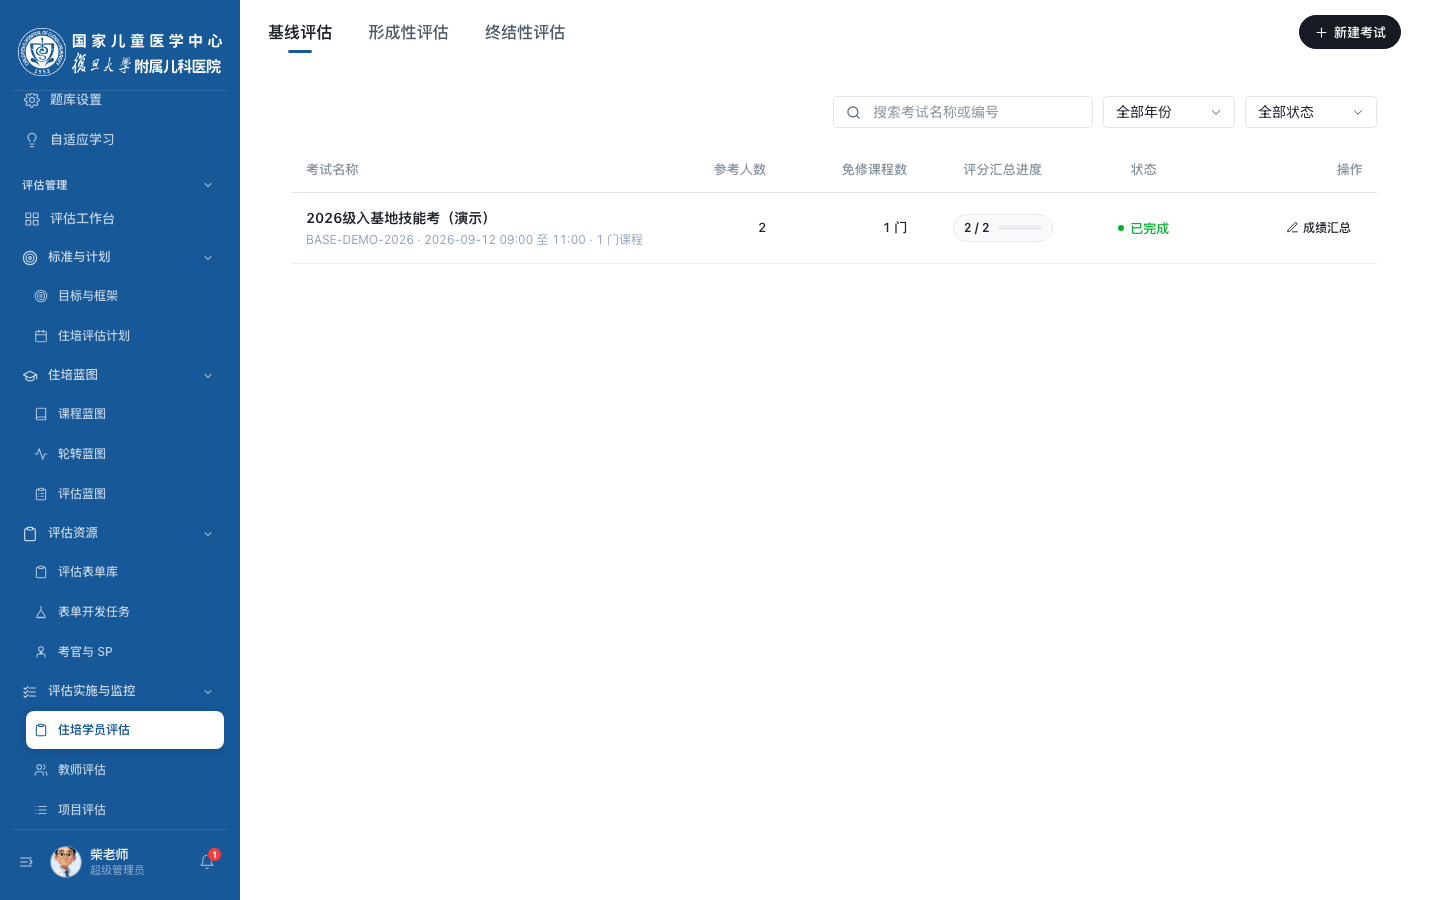 国家儿童医学中心
復旦大学附属儿科医院
1952
题库设置
自适应学习
评估管理
评估工作台
标准与计划
目标与框架
住培评估计划
住培蓝图
课程蓝图
轮转蓝图
评估蓝图
评估资源
评估表单库
表单开发任务
考官与 SP
评估实施与监控
住培学员评估
教师评估
项目评估
柴老师
超级管理员
1
基线评估 形成性评估 终结性评估
新建考试
搜索考试名称或编号 全部年份 全部状态
考试名称 参考人数 免修课程数 评分汇总进度 状态 操作
2026级入基地技能考（演示） 2 1 门 2 / 2 已完成 成绩汇总
BASE-DEMO-2026 · 2026-09-12 09:00 至 11:00 · 1 门课程